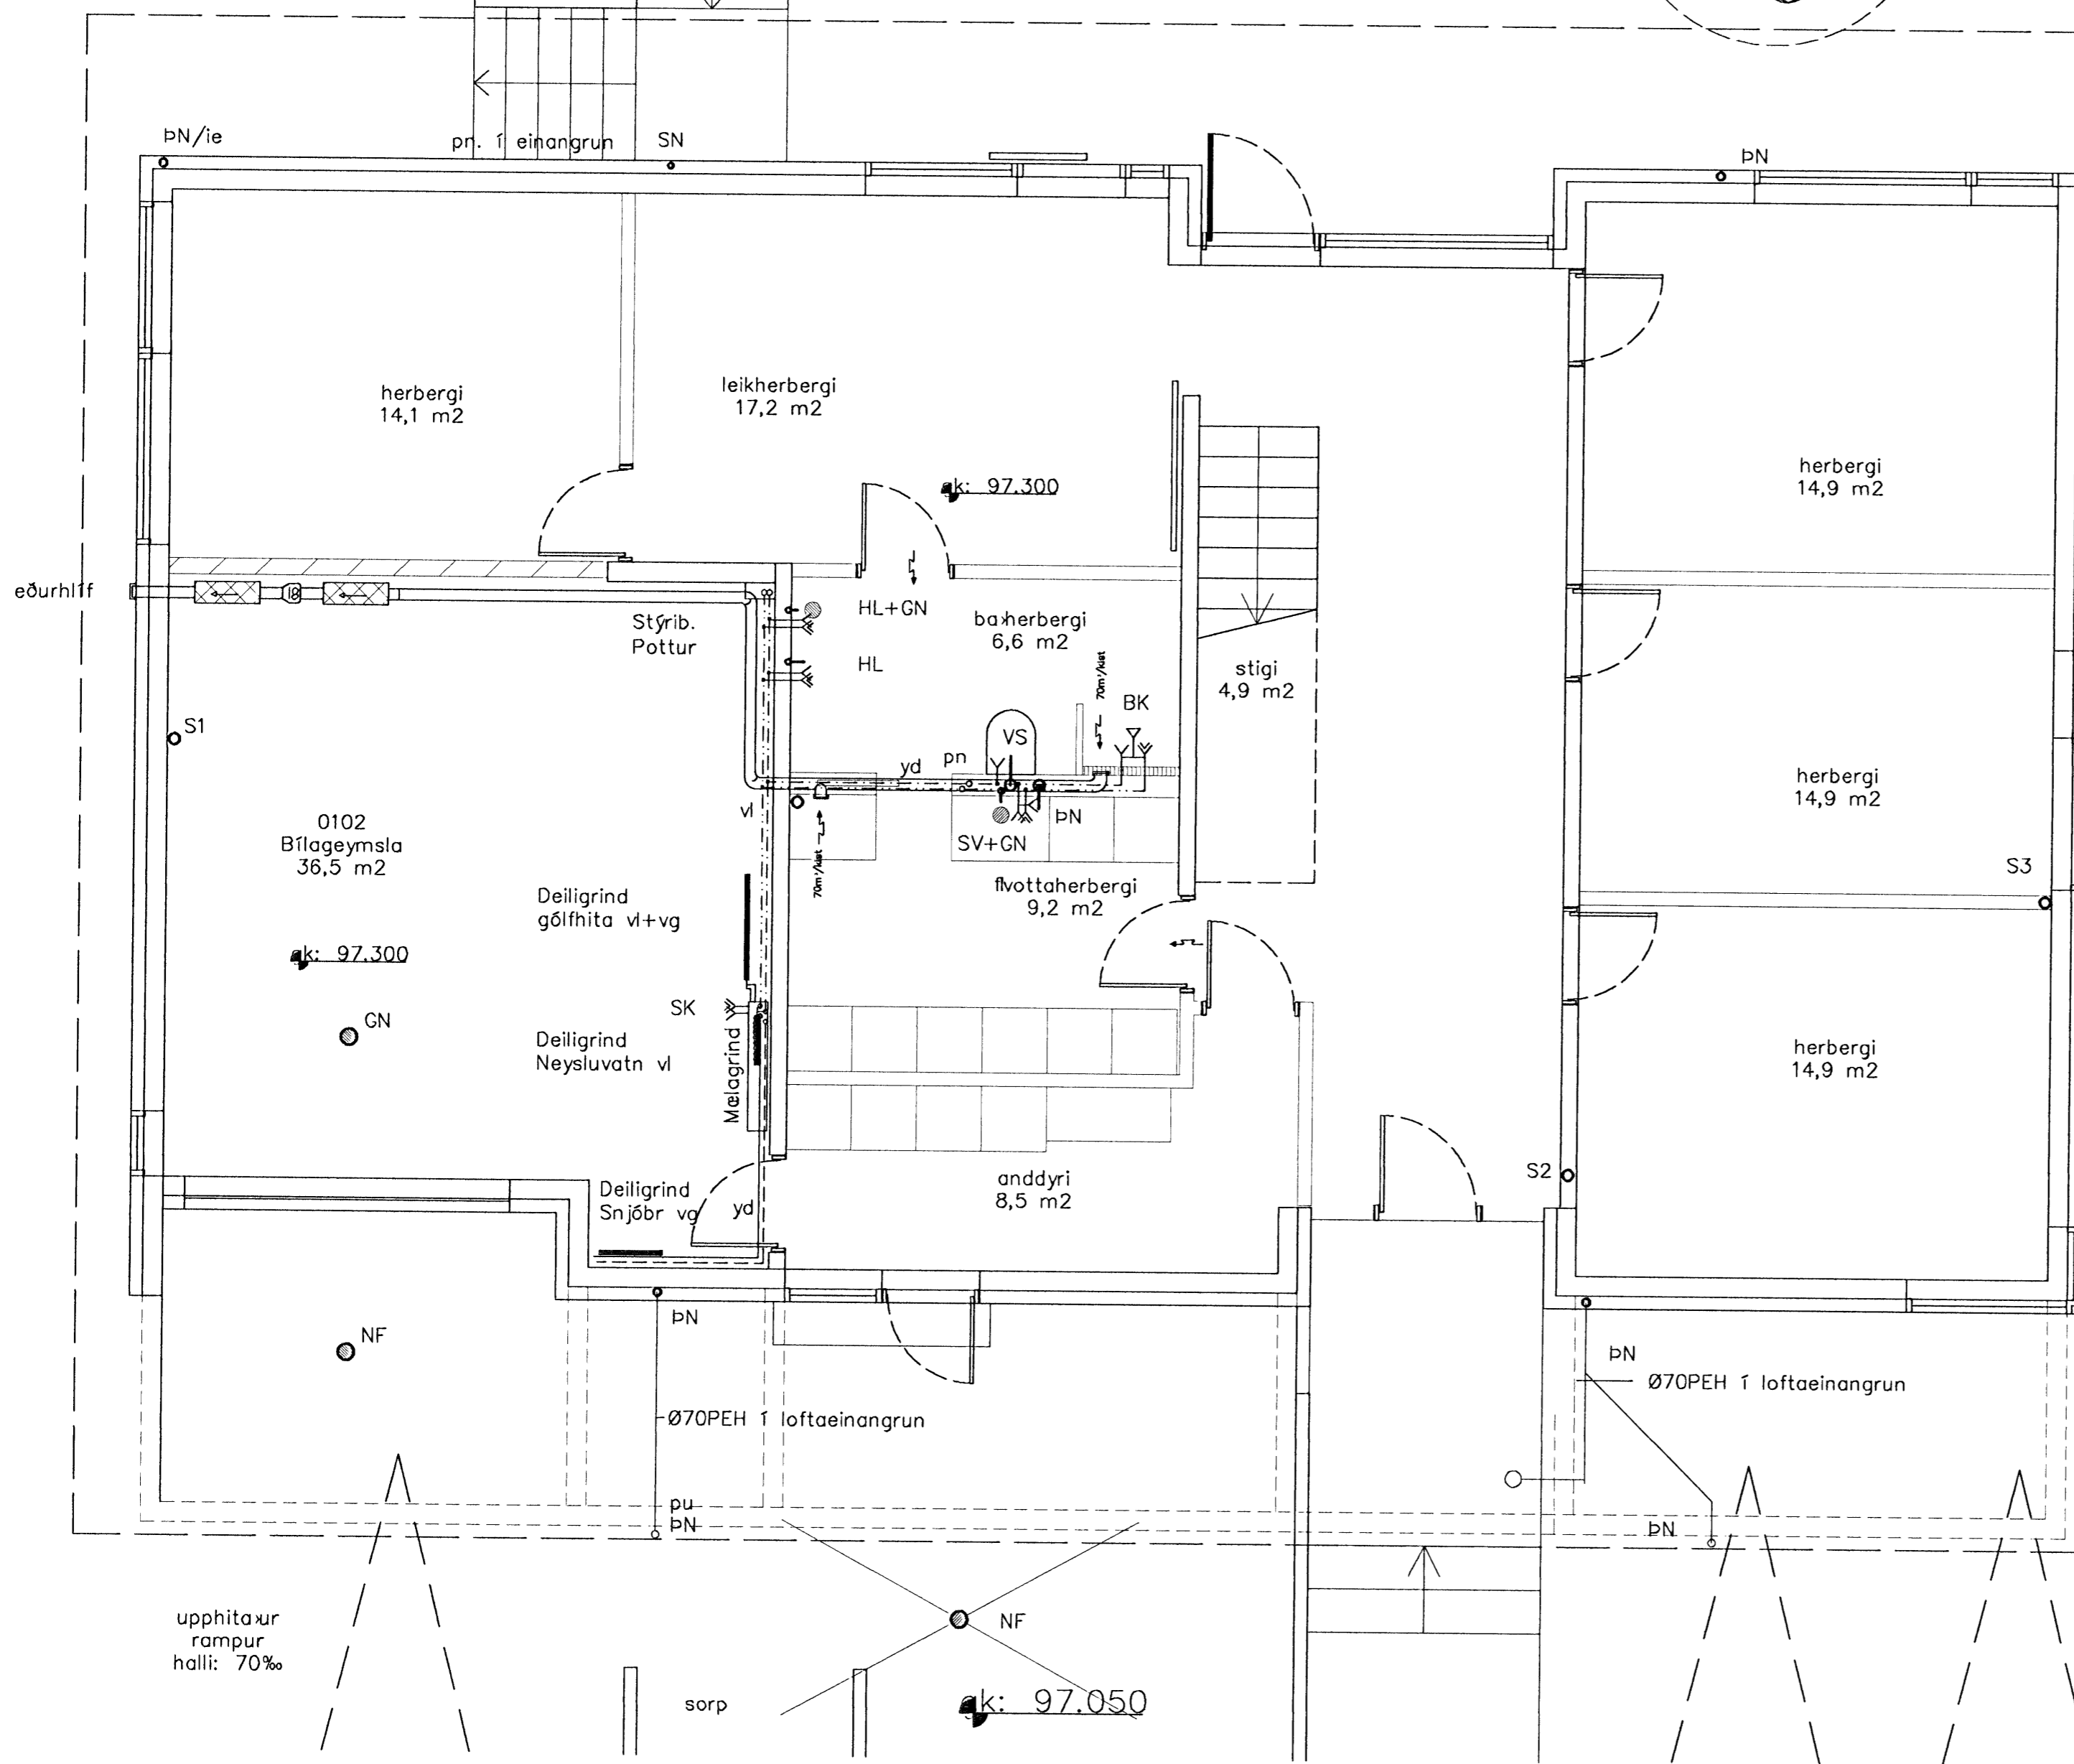 ÞN/ie
pn. í einangrun
SN
ÞN
herbergi
14,1 m2
leikherbergi
17,2 m2
gk: 97.300
herbergi
14,9 m2
eðurhlíf
Stýrib.
Pottur
HL+GN
HL
baðherbergi
6,6 m2
70m³/klst
BK
stigi
4,9 m2
S1
VS
yd
pn
vl
ÞN
SV+GN
70m³/klst
0102
Bílageymsla
36,5 m2
herbergi
14,9 m2
S3
Deiligrind
gólfhita vl+vg
þvottaherbergi
9,2 m2
gk: 97.300
GN
SK
Deiligrind
Neysluvatn vl
Mælagrind
herbergi
14,9 m2
Deiligrind
Snjóbr vg
yd
anddyri
8,5 m2
S2
ÞN
NF
ÞN
Ø70PEH í loftaeinangrun
Ø70PEH í loftaeinangrun
pu
ÞN
ÞN
upphitaður
rampur
halli: 70‰
NF
sorp
gk: 97.050